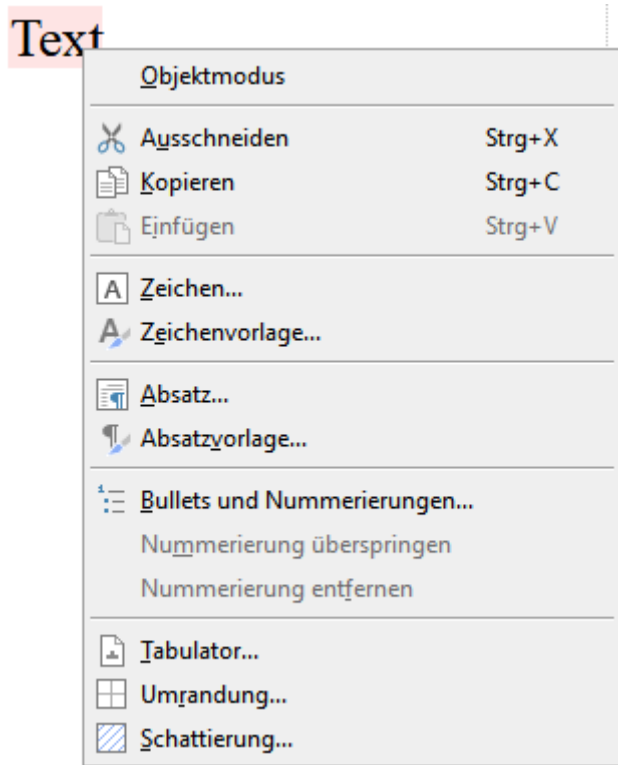 Text
Objektmodus
Ausschneiden Strg+X
Kopieren Strg+C
Einfügen Strg+V
Zeichen...
Zeichenvorlage...
Absatz...
Absatzvorlage...
Bullets und Nummerierungen...
Nummerierung überspringen
Nummerierung entfernen
Tabulator...
Umrandung...
Schattierung...